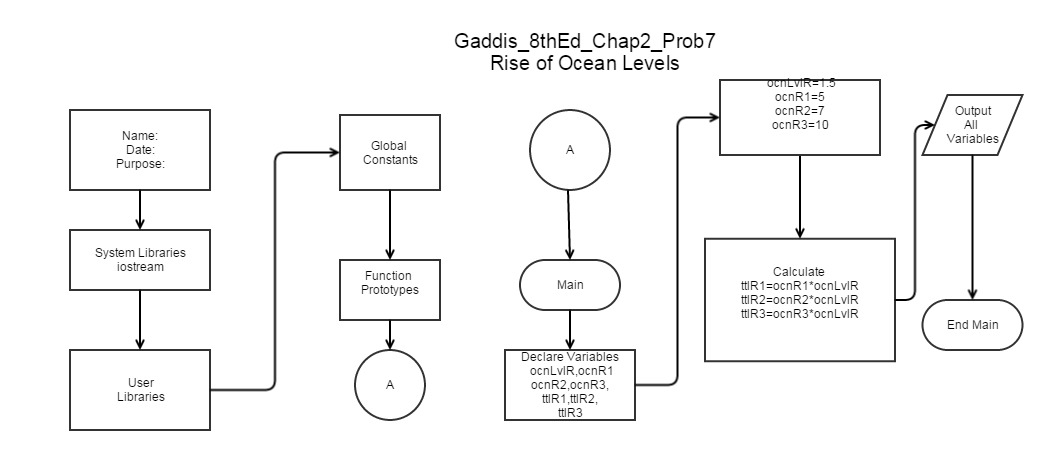 Gaddis_8thEd_Chap2_Prob7
Rise of Ocean Levels
Name:
Date:
Purpose:
System Libraries
iostream
User
Libraries
Global
Constants
Function
Prototypes
A
A
Main
Declare Variables
ocnLvlR,ocnR1
ocnR2,ocnR3,
ttlR1,ttlR2,
ttlR3
ocnLvlR=1.5
ocnR1=5
ocnR2=7
ocnR3=10
Calculate
ttlR1=ocnR1*ocnLvlR
ttlR2=ocnR2*ocnLvlR
ttlR3=ocnR3*ocnLvlR
Output
All
Variables
End Main